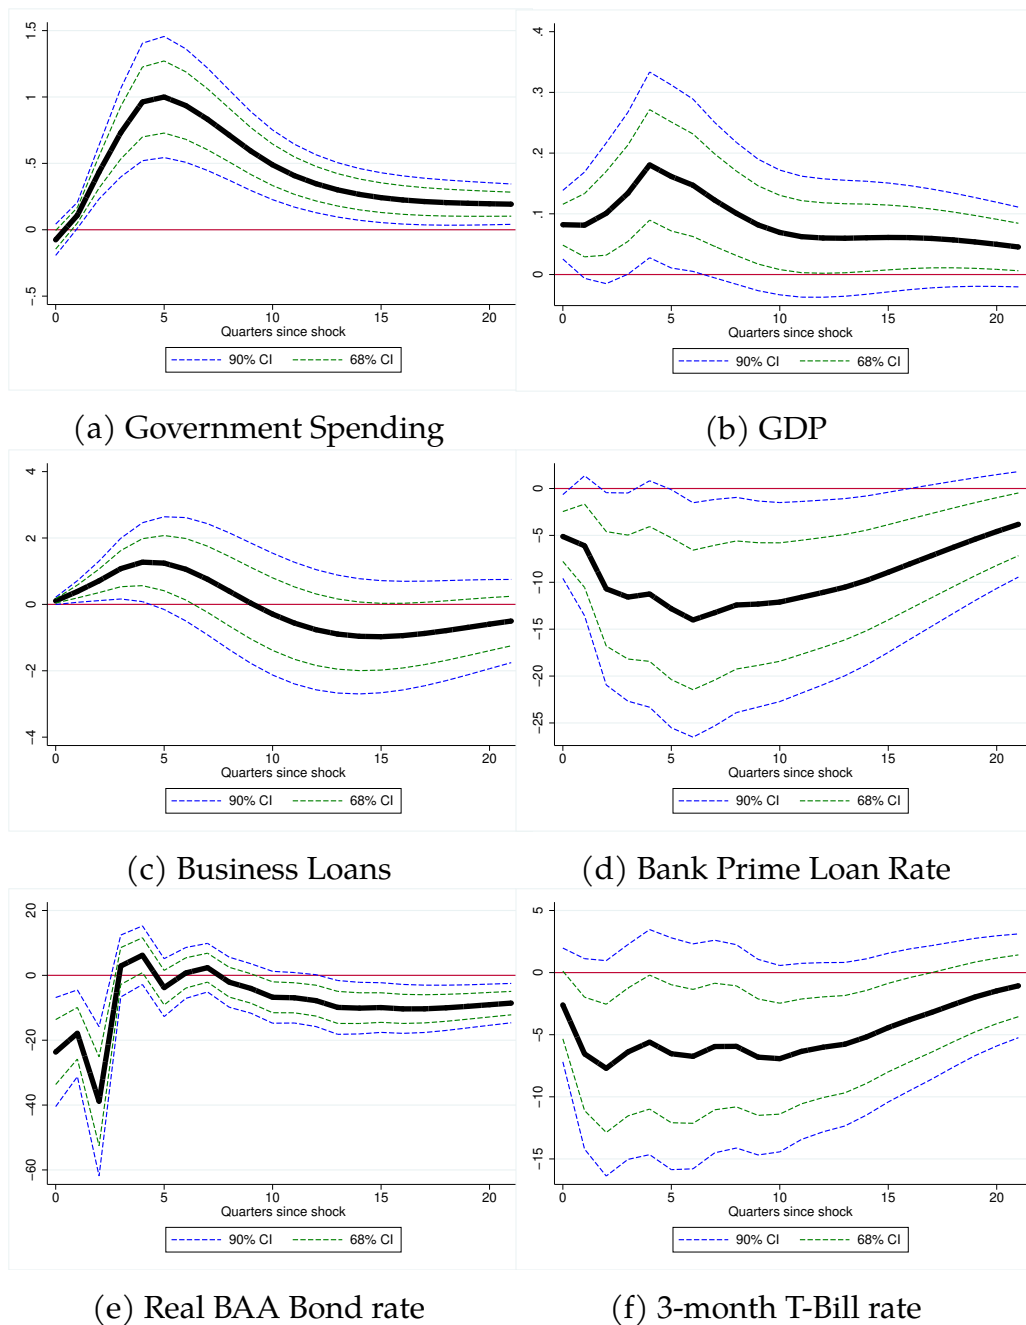 1.5
1
.5
0
-.5
0 5 10 15 20
Quarters since shock
90% CI 68% CI
(a) Government Spending
.4
.3
.2
.1
0
0 5 10 15 20
Quarters since shock
90% CI 68% CI
(b) GDP
4
2
0
-2
-4
0 5 10 15 20
Quarters since shock
90% CI 68% CI
(c) Business Loans
0
-5
-10
-15
-20
-25
0 5 10 15 20
Quarters since shock
90% CI 68% CI
(d) Bank Prime Loan Rate
20
0
-20
-40
-60
0 5 10 15 20
Quarters since shock
90% CI 68% CI
(e) Real BAA Bond rate
5
0
-5
-10
-15
0 5 10 15 20
Quarters since shock
90% CI 68% CI
(f) 3-month T-Bill rate